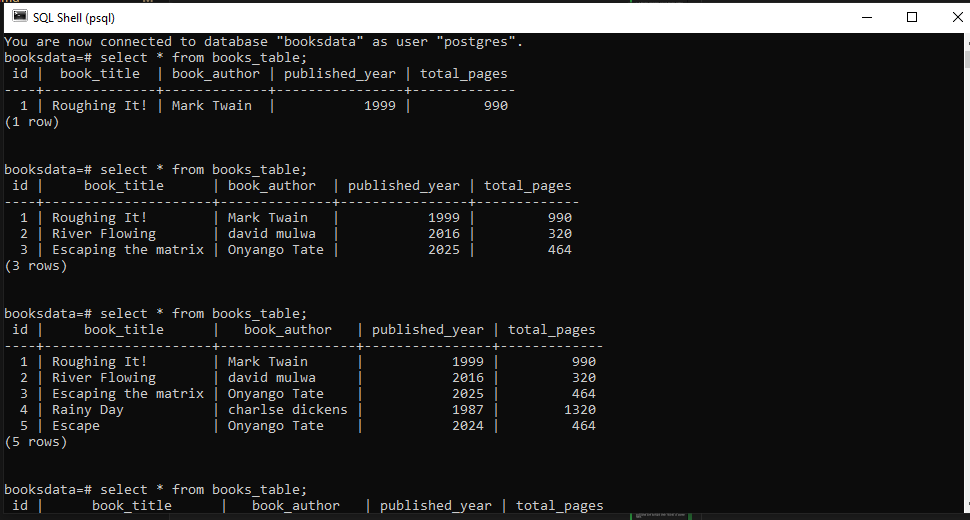 SQL Shell (psql)
You are now connected to database "booksdata" as user "postgres".
booksdata=# select * from books_table;
 id |  book_title  | book_author | published_year | total_pages
----+--------------+-------------+----------------+-------------
  1 | Roughing It! | Mark Twain  |           1999 |         990
(1 row)
booksdata=# select * from books_table;
 id |     book_title      | book_author  | published_year | total_pages
----+---------------------+--------------+----------------+-------------
  1 | Roughing It!        | Mark Twain   |           1999 |         990
  2 | River Flowing       | david mulwa  |           2016 |         320
  3 | Escaping the matrix | Onyango Tate |           2025 |         464
(3 rows)
booksdata=# select * from books_table;
 id |     book_title      |   book_author   | published_year | total_pages
----+---------------------+-----------------+----------------+-------------
  1 | Roughing It!        | Mark Twain      |           1999 |         990
  2 | River Flowing       | david mulwa     |           2016 |         320
  3 | Escaping the matrix | Onyango Tate    |           2025 |         464
  4 | Rainy Day           | charlse dickens |           1987 |        1320
  5 | Escape              | Onyango Tate    |           2024 |         464
(5 rows)
booksdata=# select * from books_table;
 id |      book_title      |   book_author   | published_year | total_pages